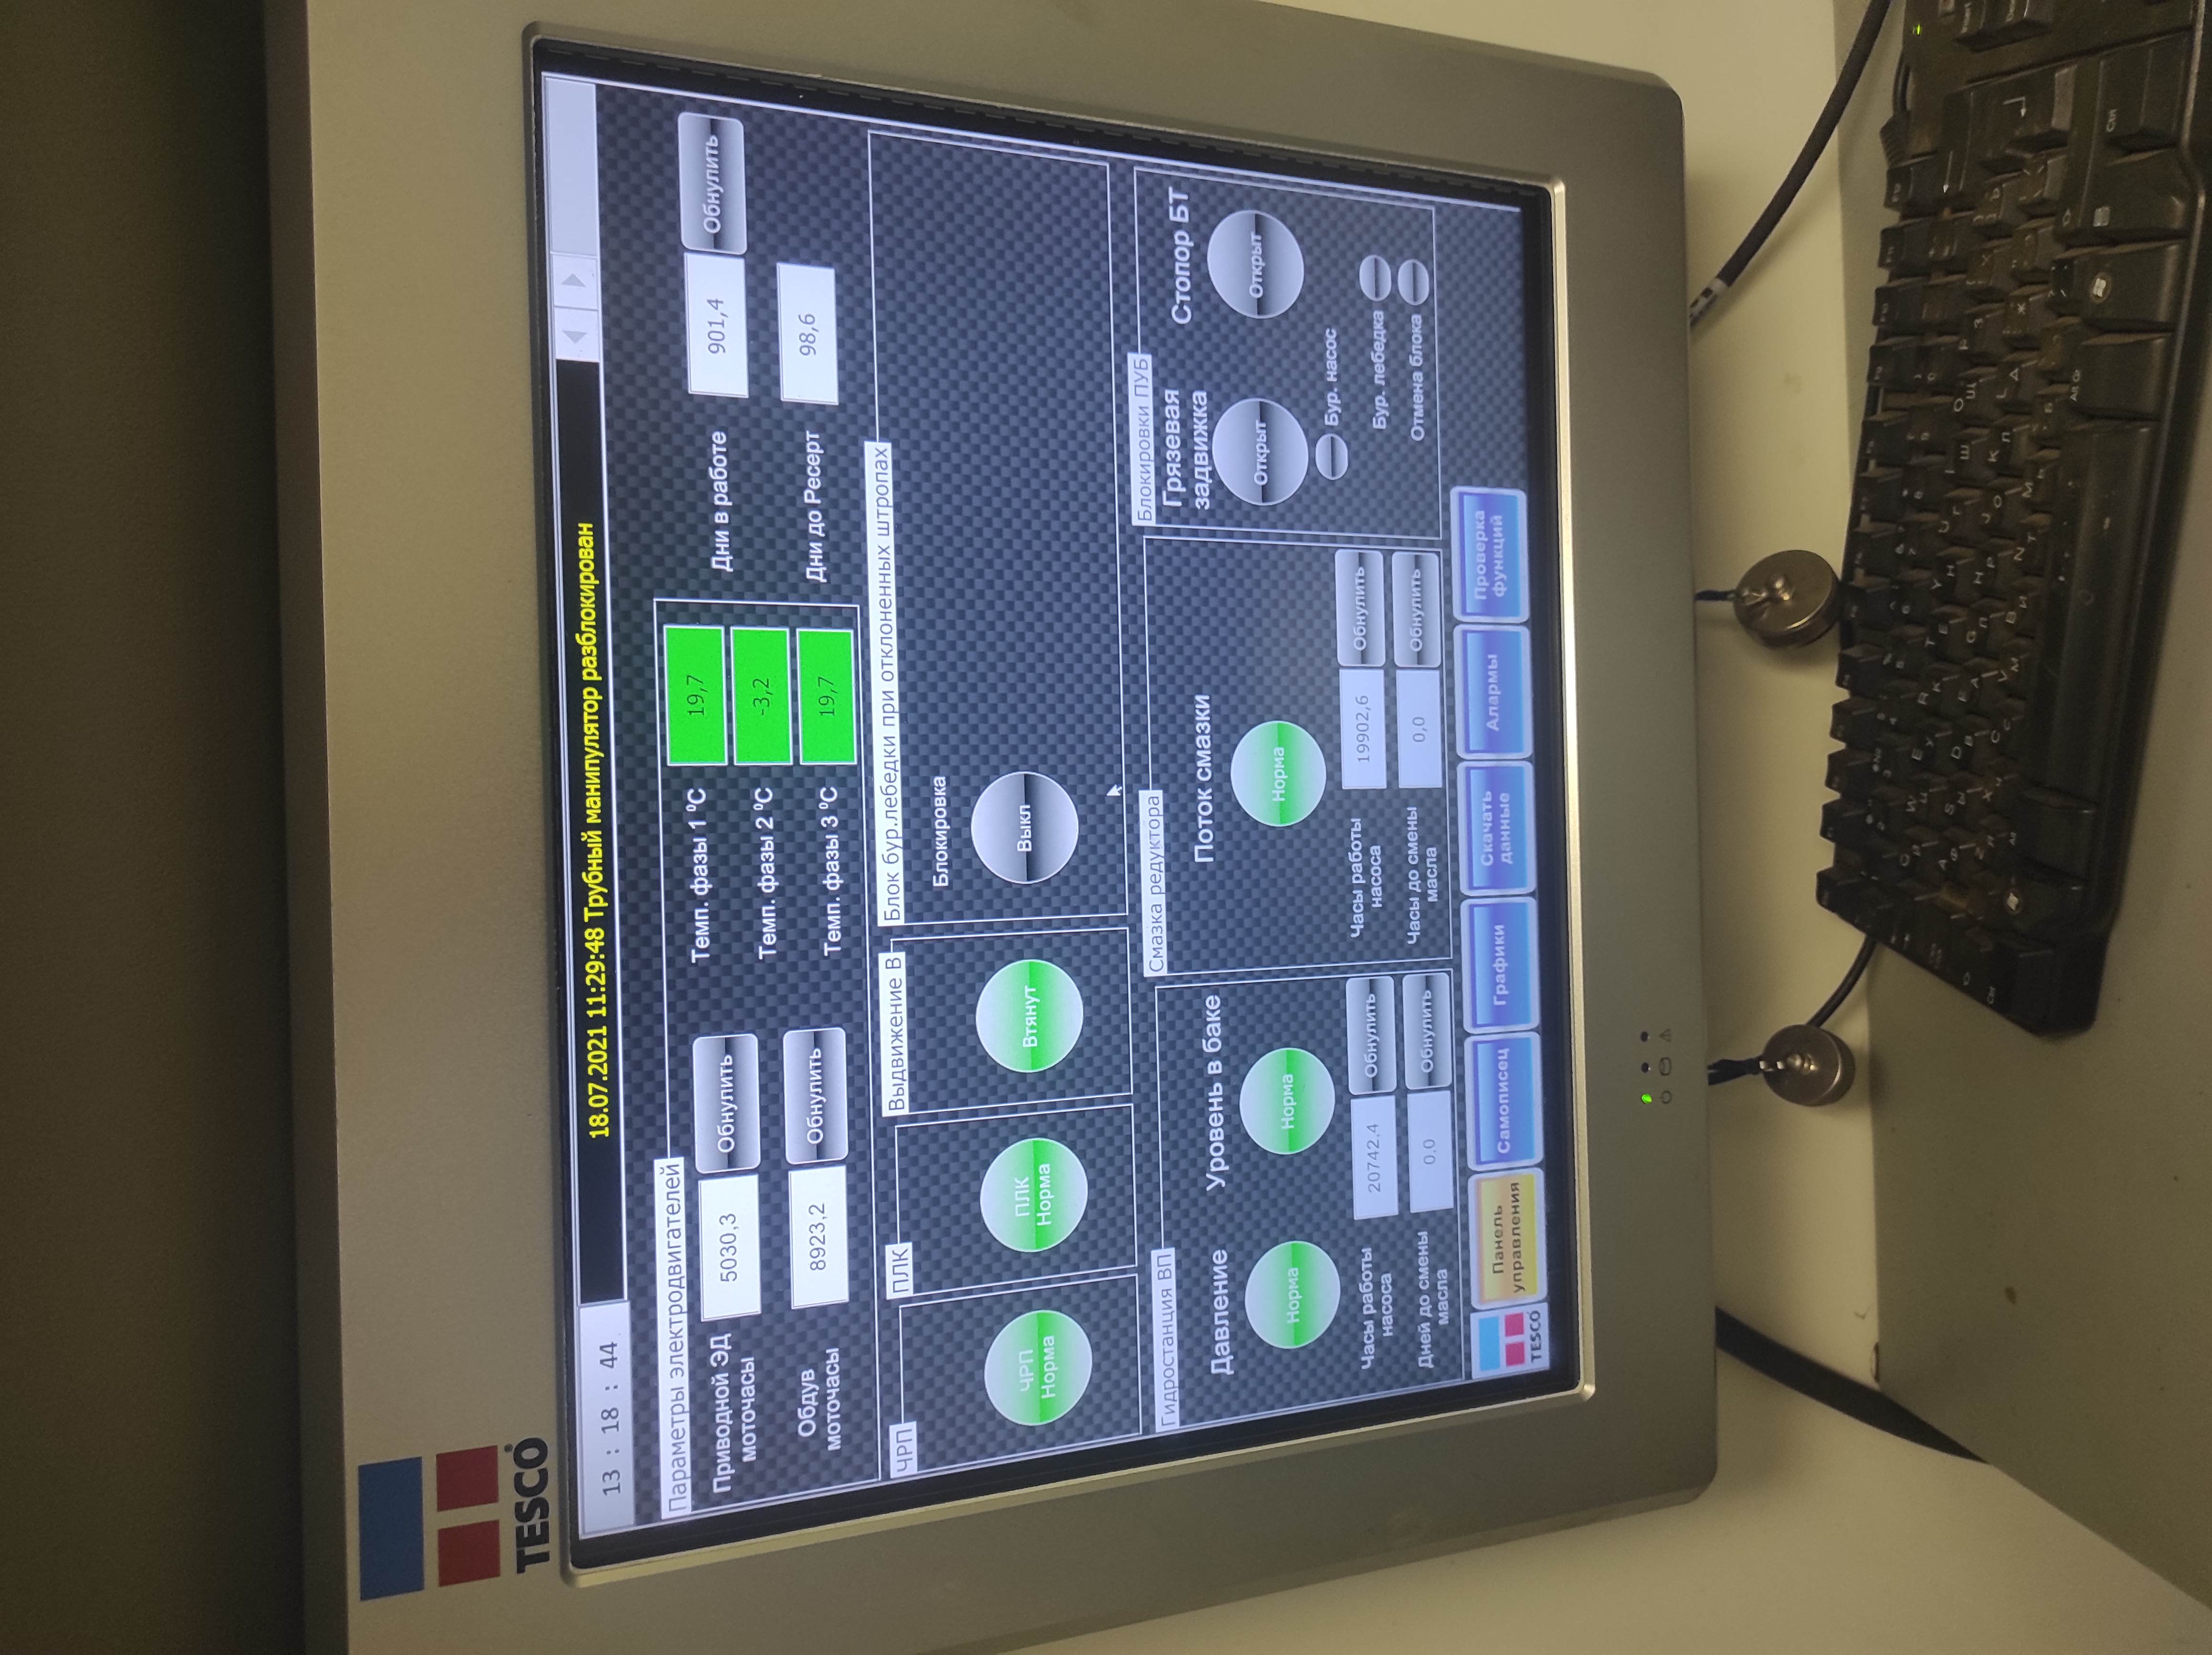 TESCO
13 : 18 : 44
18.07.2021 11:29:48 Трубный манипулятор разблокирован
Параметры электродвигателей
Приводной ЭД
моточасы
5030,3
Обнулить
Обдув
моточасы
8923,2
Обнулить
Темп. фазы 1 ⁰C
19,7
Темп. фазы 2 ⁰C
-3,2
Темп. фазы 3 ⁰C
19,7
Дни в работе
901,4
Обнулить
Дни до Ресерт
98,6
ЧРП
ЧРП
Норма
ПЛК
ПЛК
Норма
Выдвижение В
Втянут
Блок бур.лебедки при отклоненных штропах
Блокировка
Выкл
Гидростанция ВП
Давление
Норма
Уровень в баке
Норма
Часы работы
насоса
20742,4
Обнулить
Дней до смены
масла
0.0
Обнулить
Смазка редуктора
Поток смазки
Норма
Часы работы
насоса
19902,6
Обнулить
Часы до смены
масла
0,0
Обнулить
Блокировки ПУБ
Грязевая
задвижка
Открыт
Стопор БТ
Открыт
Бур. насос
Бур. лебедка
Отмена блока
TESCO
Панель
управления
Самописец
Графики
Скачать
данные
Алармы
Проверка
функций